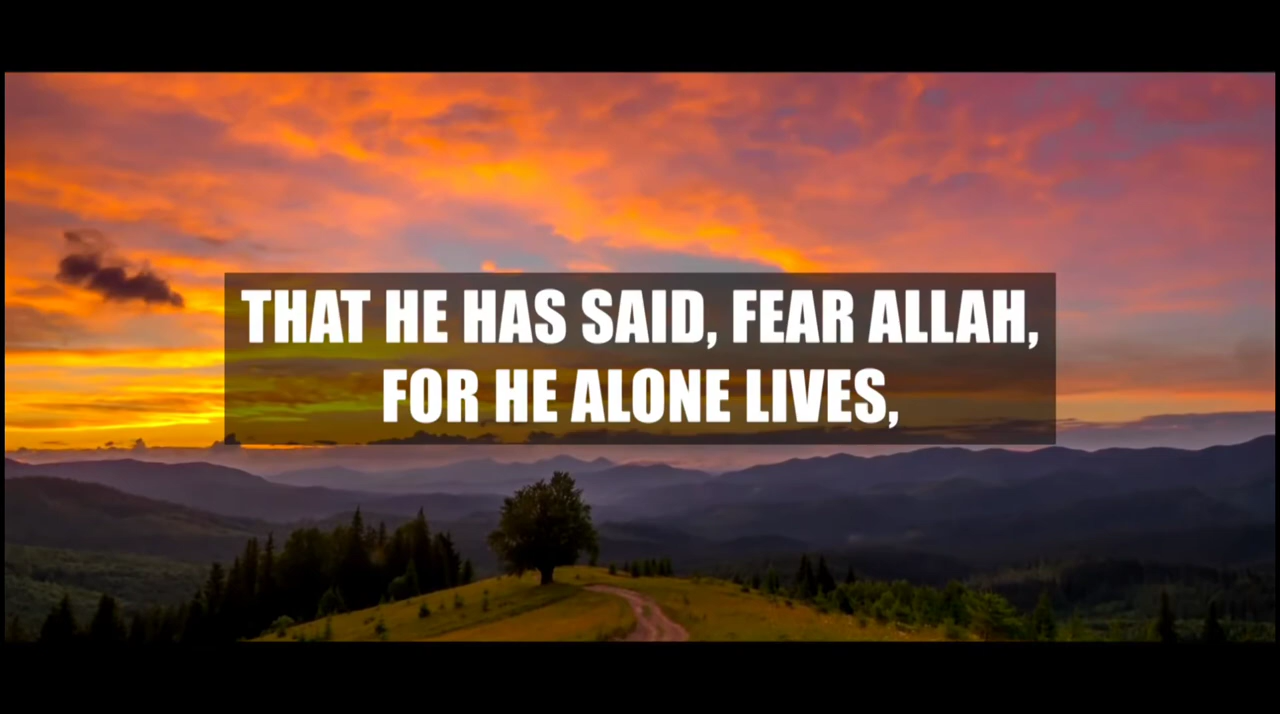 THAT HE HAS SAID, FEAR ALLAH,
FOR HE ALONE LIVES,